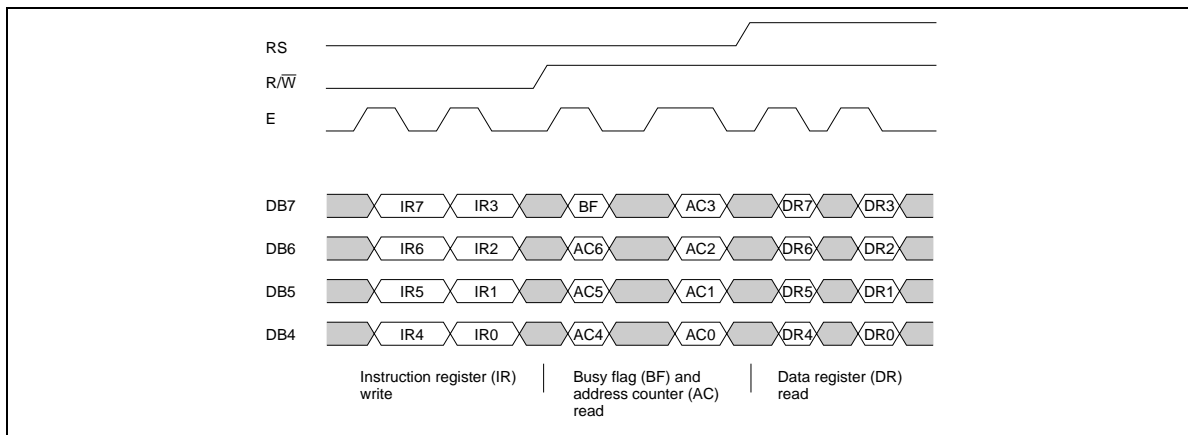 RS
R/W̅
E
DB7 IR7 IR3 BF AC3 DR7 DR3
DB6 IR6 IR2 AC6 AC2 DR6 DR2
DB5 IR5 IR1 AC5 AC1 DR5 DR1
DB4 IR4 IR0 AC4 AC0 DR4 DR0
Instruction register (IR)
write
Busy flag (BF) and
address counter (AC)
read
Data register (DR)
read